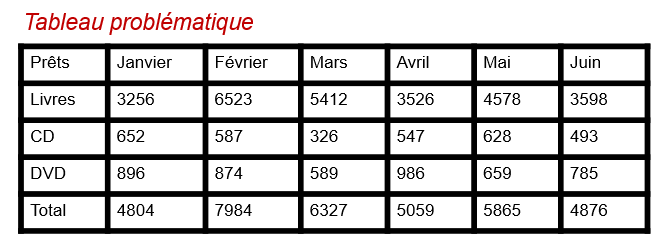 Tableau problématique
Prêts Janvier Février Mars Avril Mai Juin
Livres 3256 6523 5412 3526 4578 3598
CD 652 587 326 547 628 493
DVD 896 874 589 986 659 785
Total 4804 7984 6327 5059 5865 4876